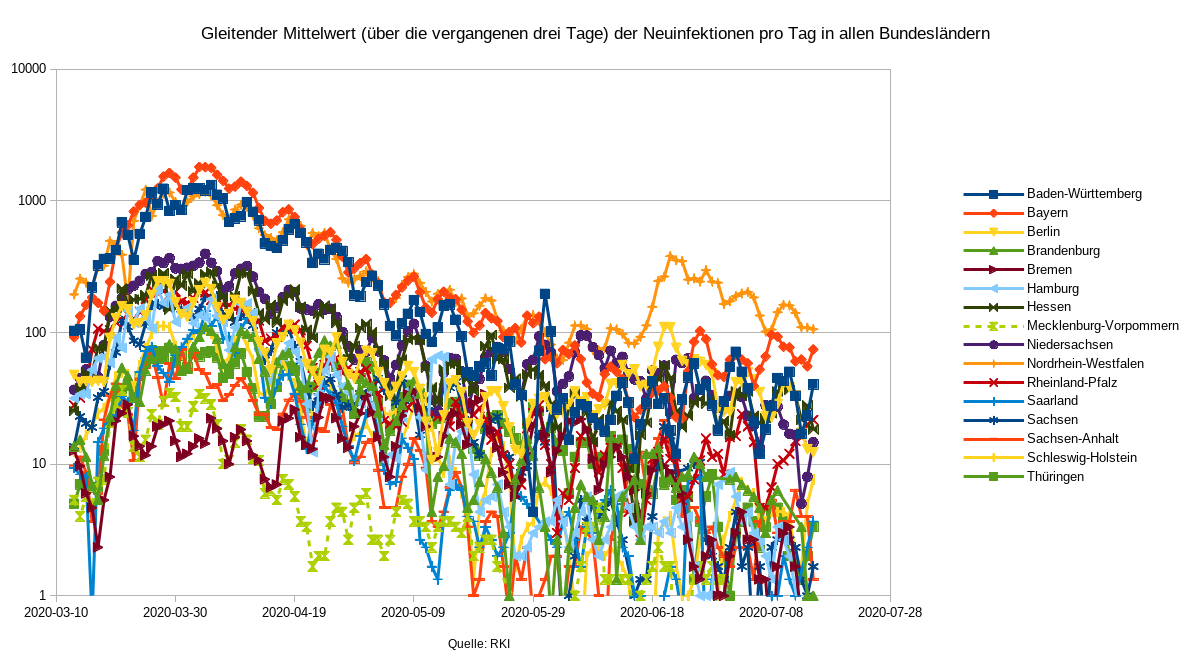 Gleitender Mittelwert (über die vergangenen drei Tage) der Neuinfektionen pro Tag in allen Bundesländern
10000
1000
100
10
1
2020-03-10
2020-03-30
2020-04-19
2020-05-09
2020-05-29
2020-06-18
2020-07-08
2020-07-28
Baden-Württemberg
Bayern
Berlin
Brandenburg
Bremen
Hamburg
Hessen
Mecklenburg-Vorpommern
Niedersachsen
Nordrhein-Westfalen
Rheinland-Pfalz
Saarland
Sachsen
Sachsen-Anhalt
Schleswig-Holstein
Thüringen
Quelle: RKI